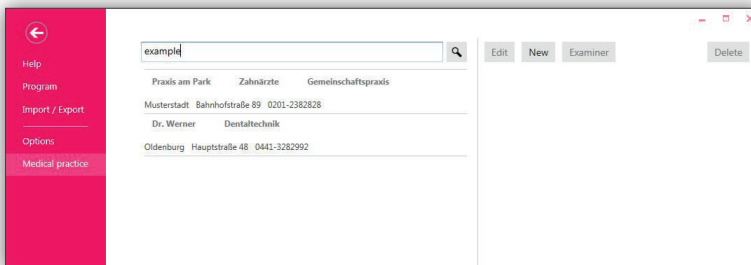 Help
Program
Import / Export
Options
Medical practice
example
Praxis am Park Zahnärzte Gemeinschaftspraxis
Musterstadt Bahnhofstraße 89 0201-2382828
Dr. Werner Dentaltechnik
Oldenburg Hauptstraße 48 0441-3282992
Edit New Examiner Delete